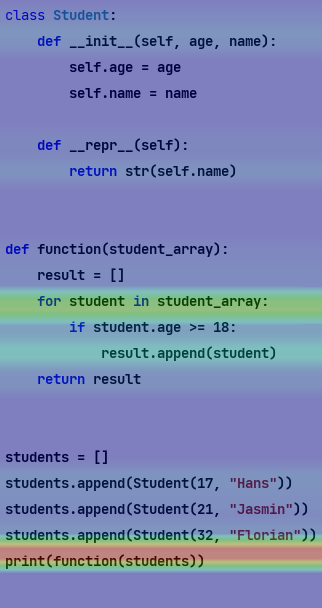 class Student:
    def __init__(self, age, name):
        self.age = age
        self.name = name

    def __repr__(self):
        return str(self.name)


def function(student_array):
    result = []
    for student in student_array:
        if student.age >= 18:
            result.append(student)
    return result


students = []
students.append(Student(17, "Hans"))
students.append(Student(21, "Jasmin"))
students.append(Student(32, "Florian"))
print(function(students))